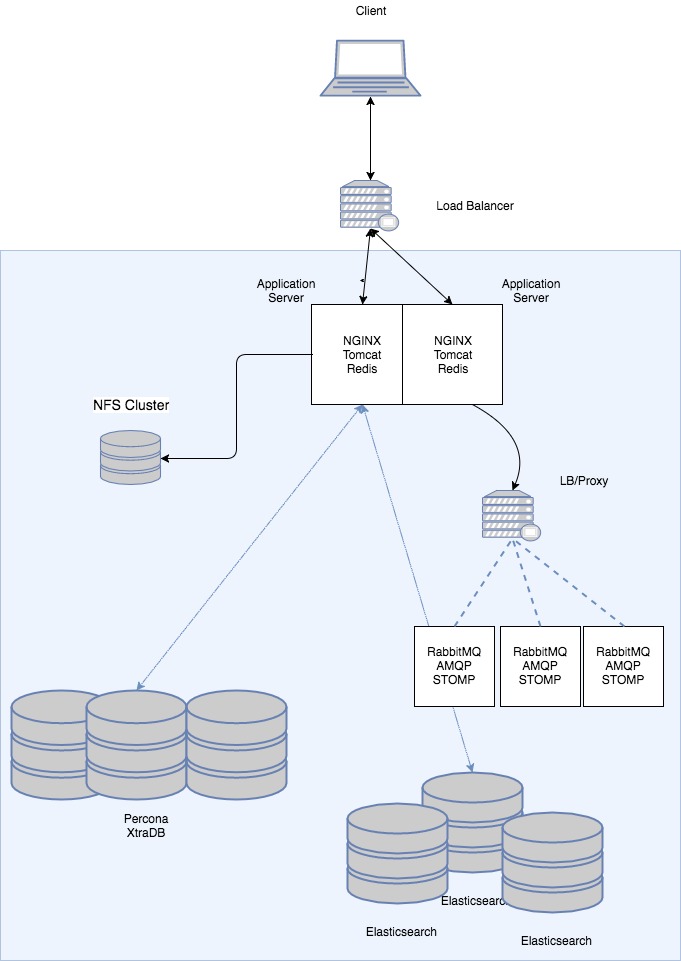 Client
Load Balancer
Application
Server
Application
Server
NGINX
Tomcat
Redis
NGINX
Tomcat
Redis
NFS Cluster
LB/Proxy
RabbitMQ
AMQP
STOMP
RabbitMQ
AMQP
STOMP
RabbitMQ
AMQP
STOMP
Percona
XtraDB
Elasticsearc
Elasticsearch
Elasticsearch